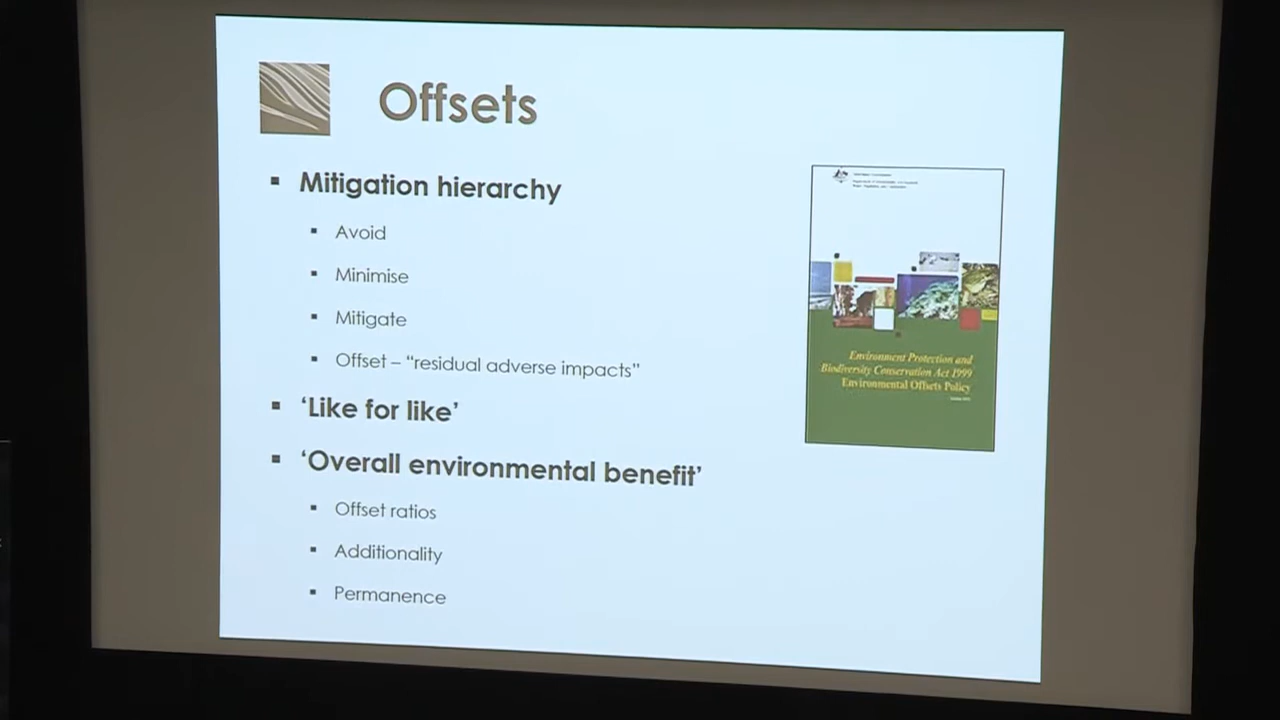 Offsets
Mitigation hierarchy
Avoid
Minimise
Mitigate
Offset – “residual adverse impacts”
‘Like for like’
‘Overall environmental benefit’
Offset ratios
Additionality
Permanence
Environment Protection and
Biodiversity Conservation Act 1999
Environmental Offsets Policy